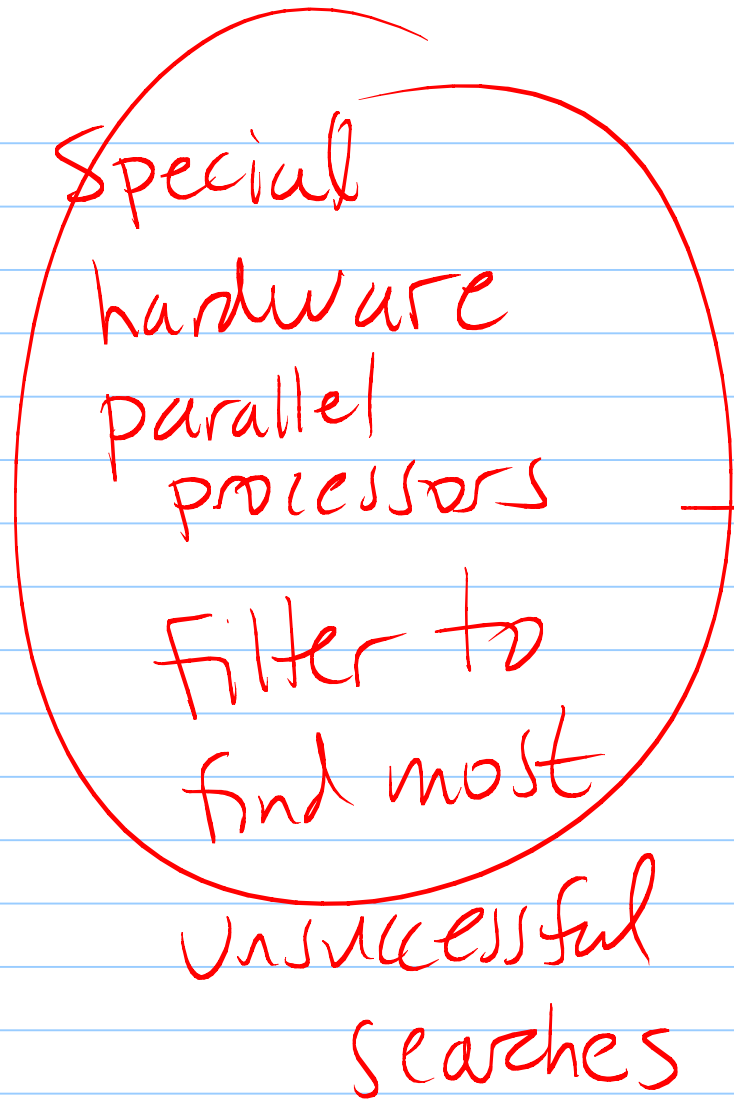 Special
hardware
parallel
processors
Filter to
find most
unsuccessful
searches